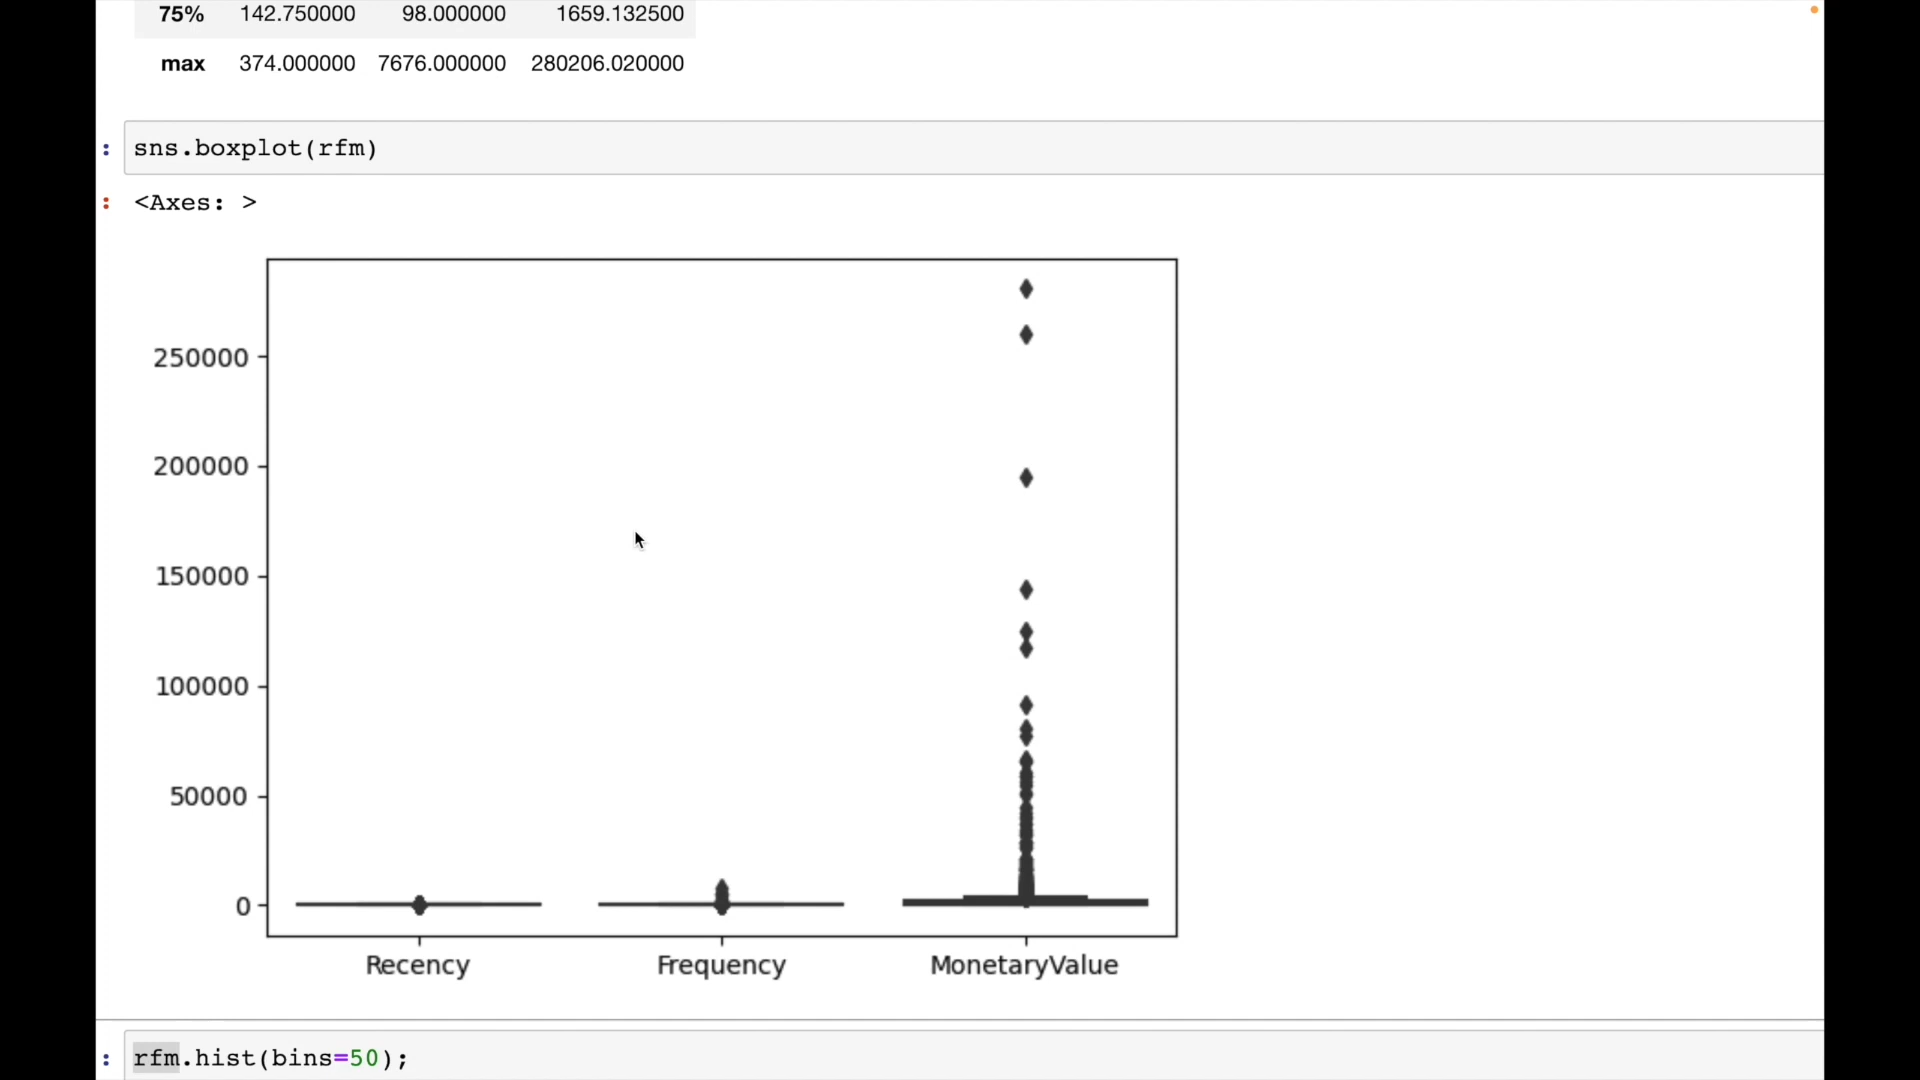 75% 142.750000 98.000000 1659.132500
max 374.000000 7676.000000 280206.020000
: sns.boxplot(rfm)
: <Axes: >
250000
200000
150000
100000
50000
0
Recency Frequency MonetaryValue
: rfm.hist(bins=50);